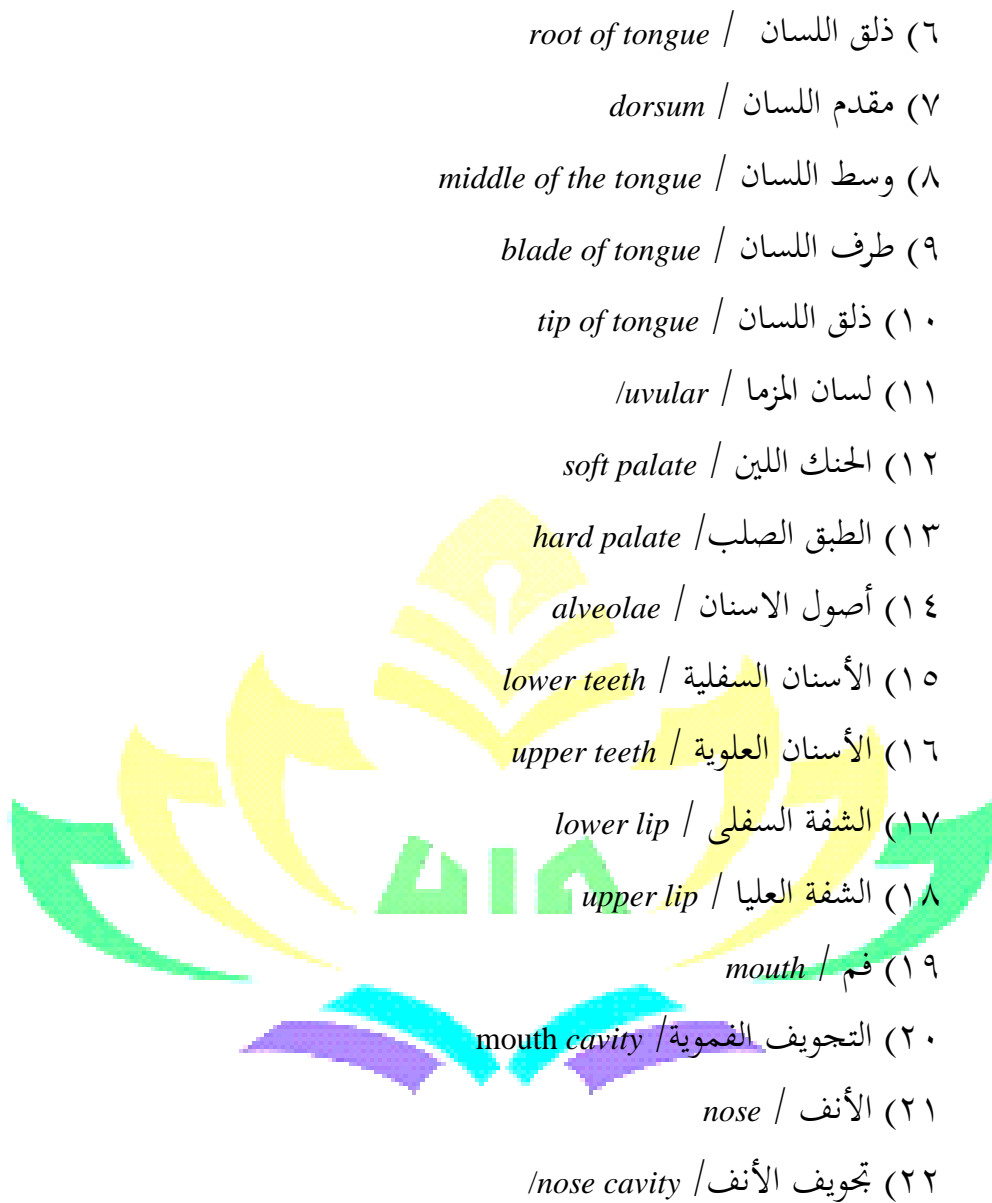 ٦) ذلق اللسان / root of tongue
٧) مقدم اللسان / dorsum
٨) وسط اللسان / middle of the tongue
٩) طرف اللسان / blade of tongue
١٠) ذلق اللسان / tip of tongue
١١) لسان المزما / uvular/
١٢) الحنك اللين / soft palate
١٣) الطبق الصلب/ hard palate
١٤) أصول الاسنان / alveolae
١٥) الأسنان السفلية / lower teeth
١٦) الأسنان العلوية / upper teeth
١٧) الشفة السفلى / lower lip
١٨) الشفة العليا / upper lip
١٩) فم / mouth
٢٠) التجويف الفموية/ mouth cavity
٢١) الأنف / nose
٢٢) تجويف الأنف/ nose cavity/